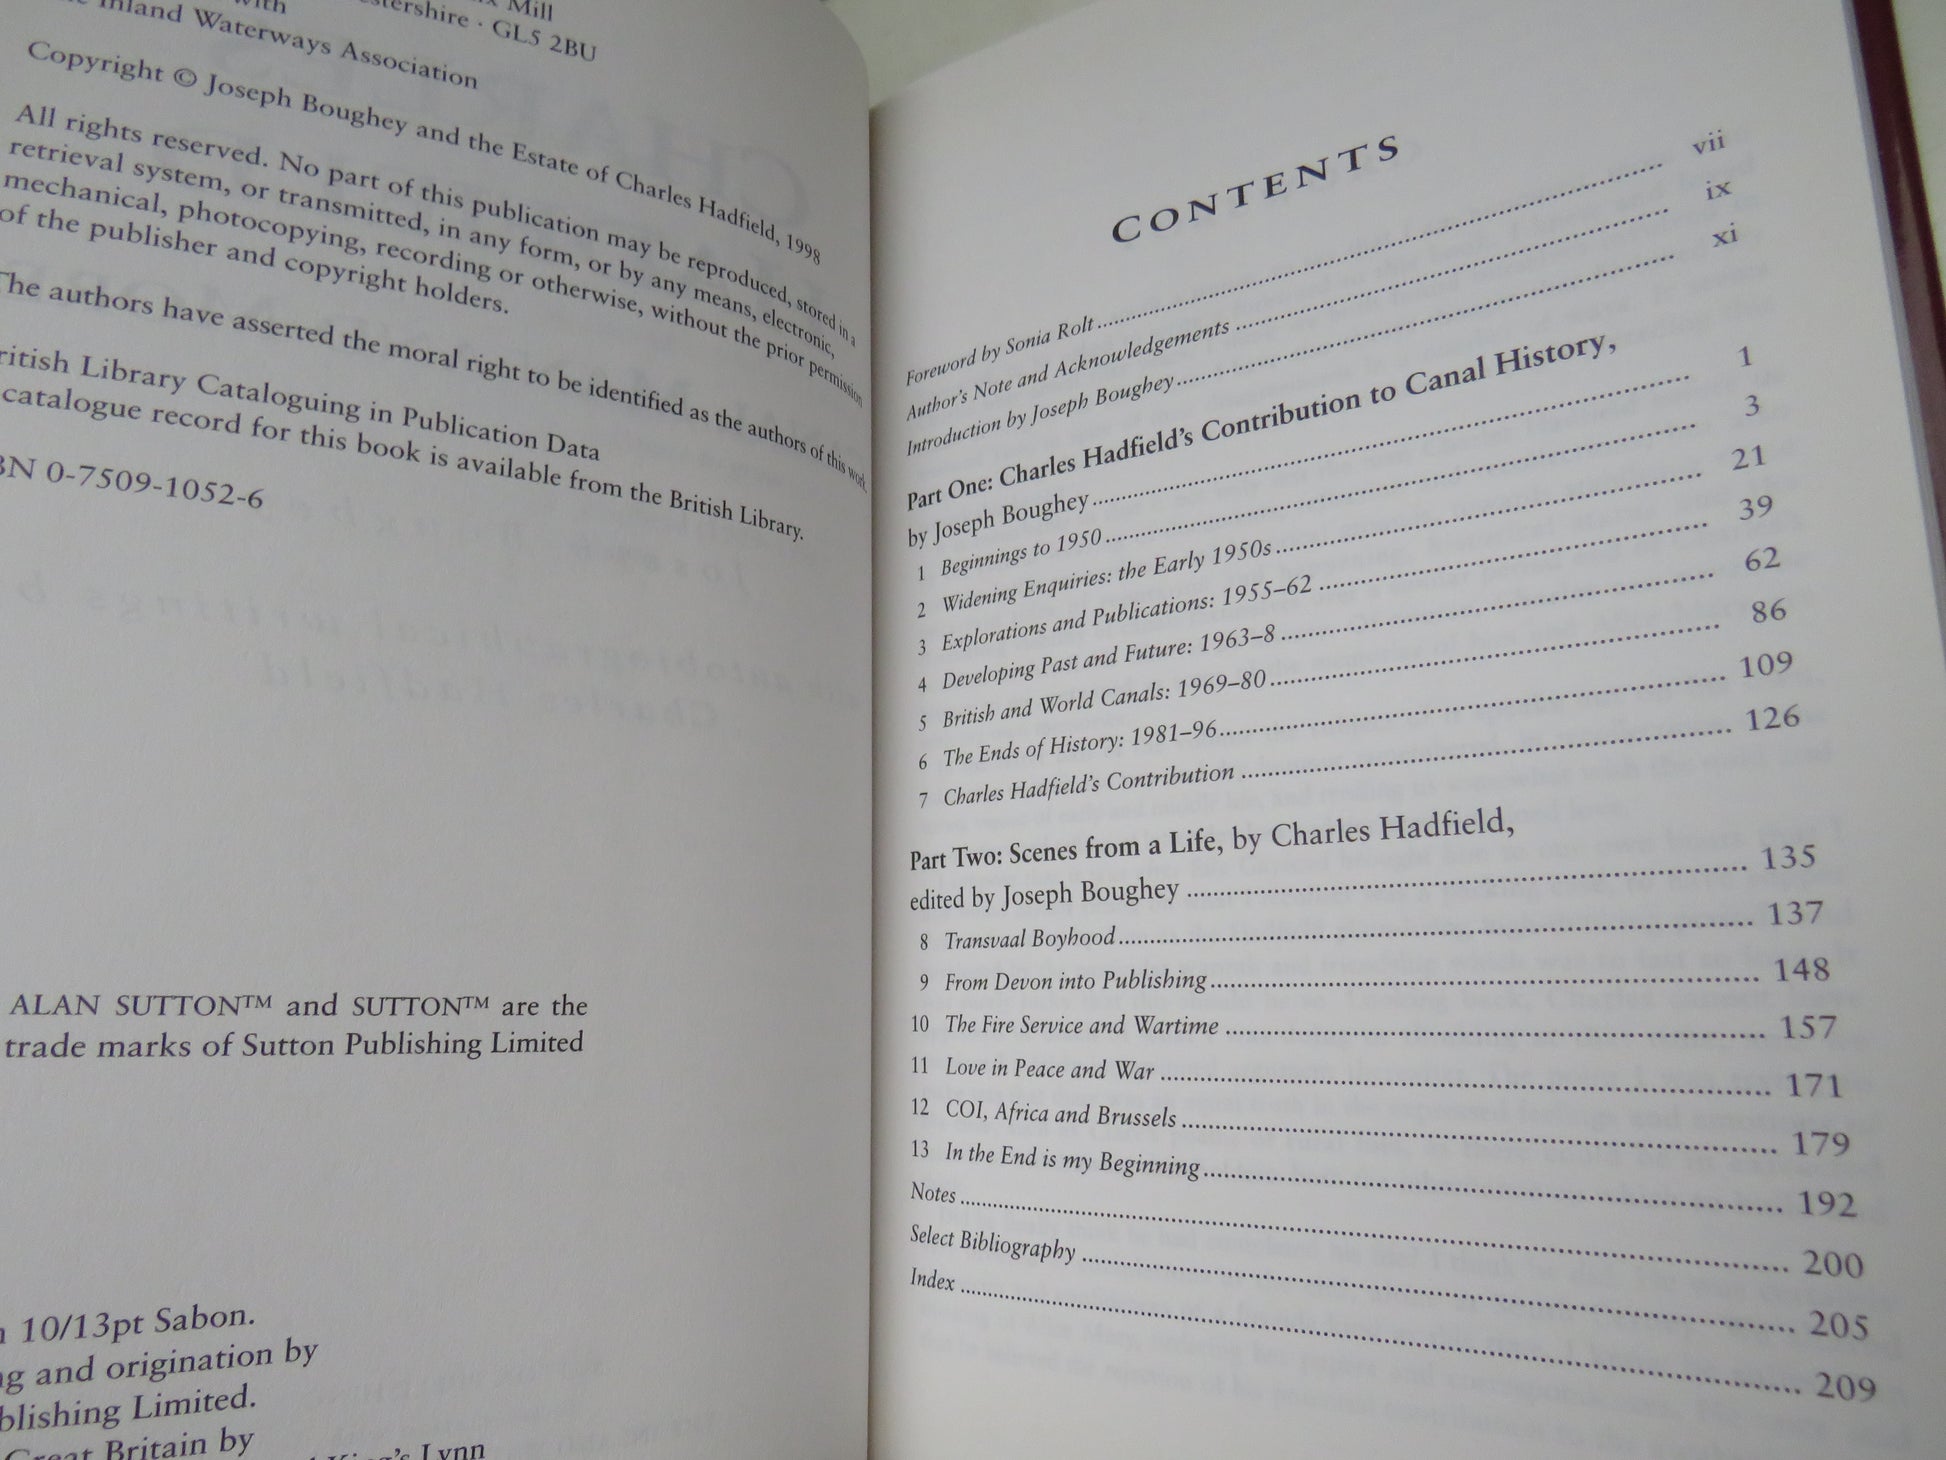 Mill
with
· GL5 2BU
Inland Waterways Association
Copyright © Joseph Boughey and the Estate of Charles Hadfield, 1998
All rights reserved. No part of this publication may be reproduced, stored in a
retrieval system, or transmitted, in any form, or by any means, electronic,
mechanical, photocopying, recording or otherwise, without the prior permission
of the publisher and copyright holders.
The authors have asserted the moral right to be identified as the authors of this work.
Library Cataloguing in Publication Data
catalogue record for this book is available from the British Library.
0-7509-1052-6
ALAN SUTTON™ and SUTTON™ are the
trade marks of Sutton Publishing Limited
10/13pt Sabon.
and origination by
Limited.
Great Britain by
King's Lynn
CONTENTS
Foreword by Sonia Rolt vii
Author's Note and Acknowledgements ix
Introduction by Joseph Boughey xi
Part One: Charles Hadfield's Contribution to Canal History,
by Joseph Boughey 1
1 Beginnings to 1950 3
2 Widening Enquiries: the Early 1950s 21
3 Explorations and Publications: 1955–62 39
4 Developing Past and Future: 1963–8 62
5 British and World Canals: 1969–80 86
6 The Ends of History: 1981–96 109
7 Charles Hadfield's Contribution 126
Part Two: Scenes from a Life, by Charles Hadfield,
edited by Joseph Boughey 135
8 Transvaal Boyhood 137
9 From Devon into Publishing 148
10 The Fire Service and Wartime 157
11 Love in Peace and War 171
12 COI, Africa and Brussels 179
13 In the End is my Beginning 192
Notes 200
Select Bibliography 205
Index 209